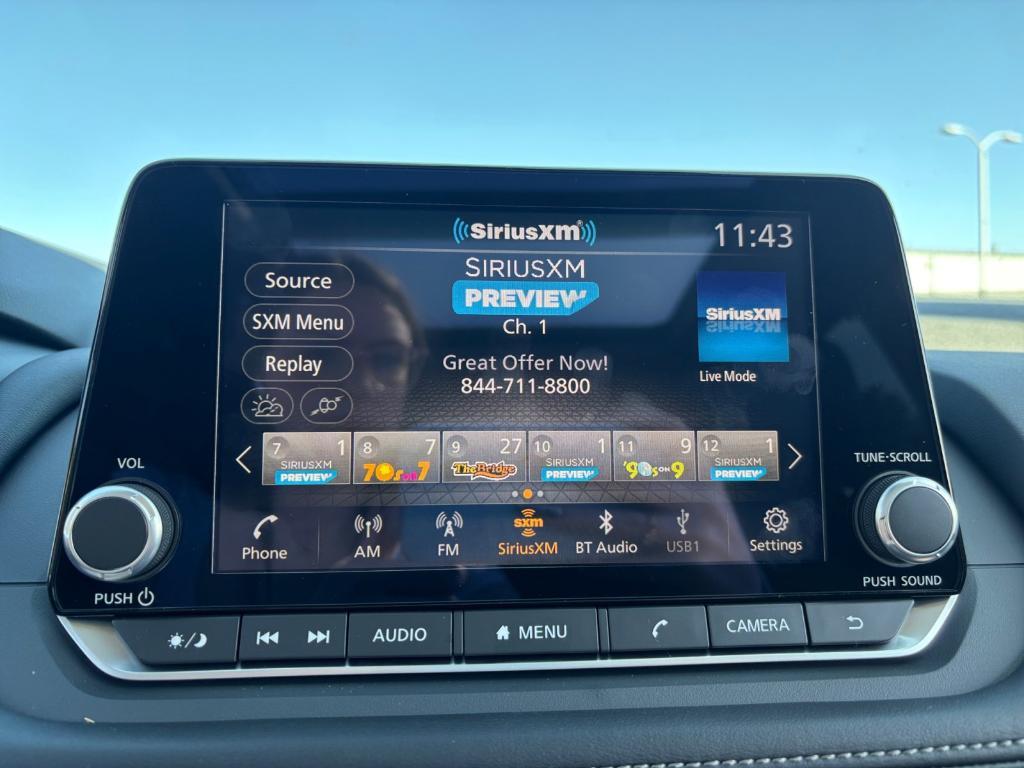 SiriusXM
11:43
SIRIUSXM
PREVIEW
Ch. 1
Source
SXM Menu
Replay
Great Offer Now!
844-711-8800
SiriusXM
Live Mode
7 1
SIRIUSXM
PREVIEW
8 7
70s on 7
9 27
The Bridge
10 1
SIRIUSXM
PREVIEW
11 9
'90s ON 9
12 1
SIRIUSXM
PREVIEW
Phone
AM
FM
sxm
SiriusXM
BT Audio
USB1
Settings
VOL
PUSH
TUNE·SCROLL
PUSH SOUND
AUDIO
MENU
CAMERA